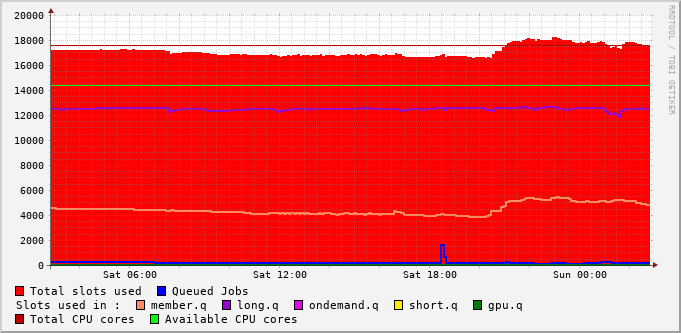 20000
18000
16000
14000
12000
10000
8000
6000
4000
2000
0
Sat 06:00 Sat 12:00 Sat 18:00 Sun 00:00
Total slots used Queued Jobs
Slots used in : member.q long.q ondemand.q short.q gpu.q
Total CPU cores Available CPU cores
RRDTOOL / TOBI OETIKER